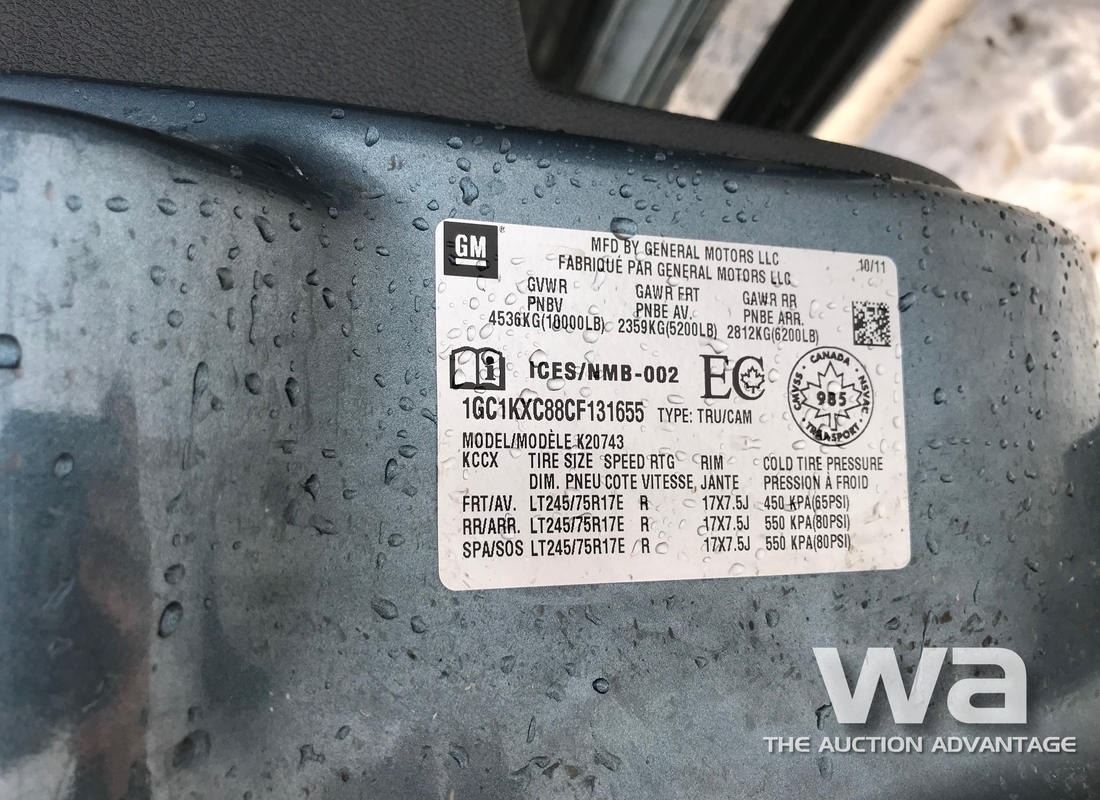 GM
MFD BY GENERAL MOTORS LLC
FABRIQUÉ PAR GENERAL MOTORS LLC
10/11
GVWR GAWR FRT GAWR RR
PNBV PNBE AV. PNBE ARR.
4536KG(10000LB) 2359KG(5200LB) 2812KG(6200LB)
ICES/NMB-002 EC
CANADA
CMVSS 985 NSVAC
TRANSPORT
1GC1KXC88CF131655 TYPE: TRU/CAM
MODEL/MODÈLE K20743
KCCX TIRE SIZE SPEED RTG RIM COLD TIRE PRESSURE
DIM. PNEU COTE VITESSE, JANTE PRESSION À FROID
FRT/AV. LT245/75R17E R 17X7.5J 450 KPA(65PSI)
RR/ARR. LT245/75R17E R 17X7.5J 550 KPA(80PSI)
SPA/SOS LT245/75R17E R 17X7.5J 550 KPA(80PSI)
wa
THE AUCTION ADVANTAGE